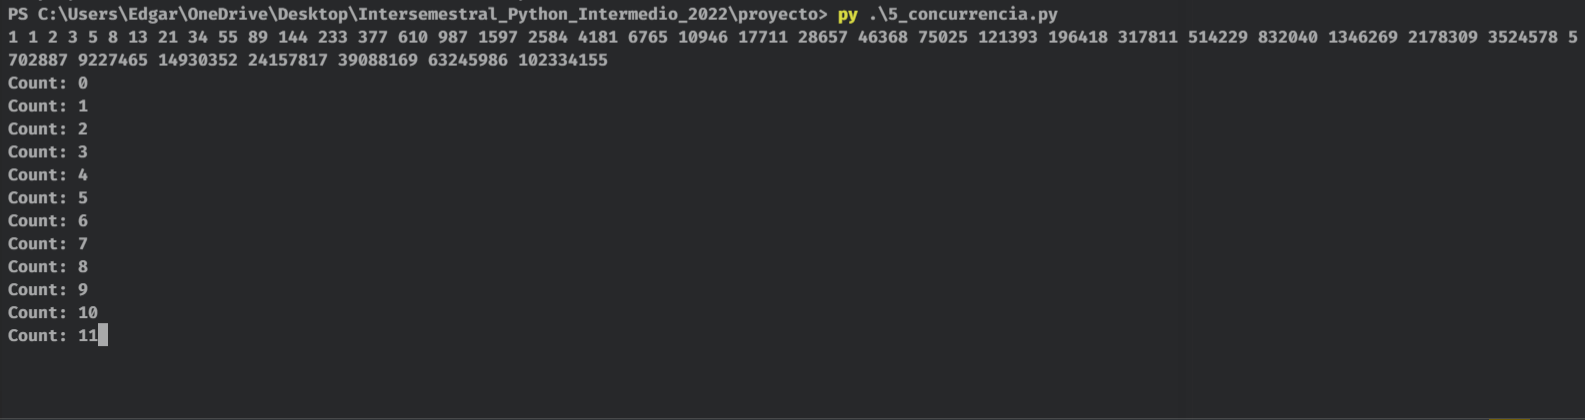 PS C:\Users\Edgar\OneDrive\Desktop\Intersemestral_Python_Intermedio_2022\proyecto> py .\5_concurrencia.py
1 1 2 3 5 8 13 21 34 55 89 144 233 377 610 987 1597 2584 4181 6765 10946 17711 28657 46368 75025 121393 196418 317811 514229 832040 1346269 2178309 3524578 5
702887 9227465 14930352 24157817 39088169 63245986 102334155
Count: 0
Count: 1
Count: 2
Count: 3
Count: 4
Count: 5
Count: 6
Count: 7
Count: 8
Count: 9
Count: 10
Count: 11